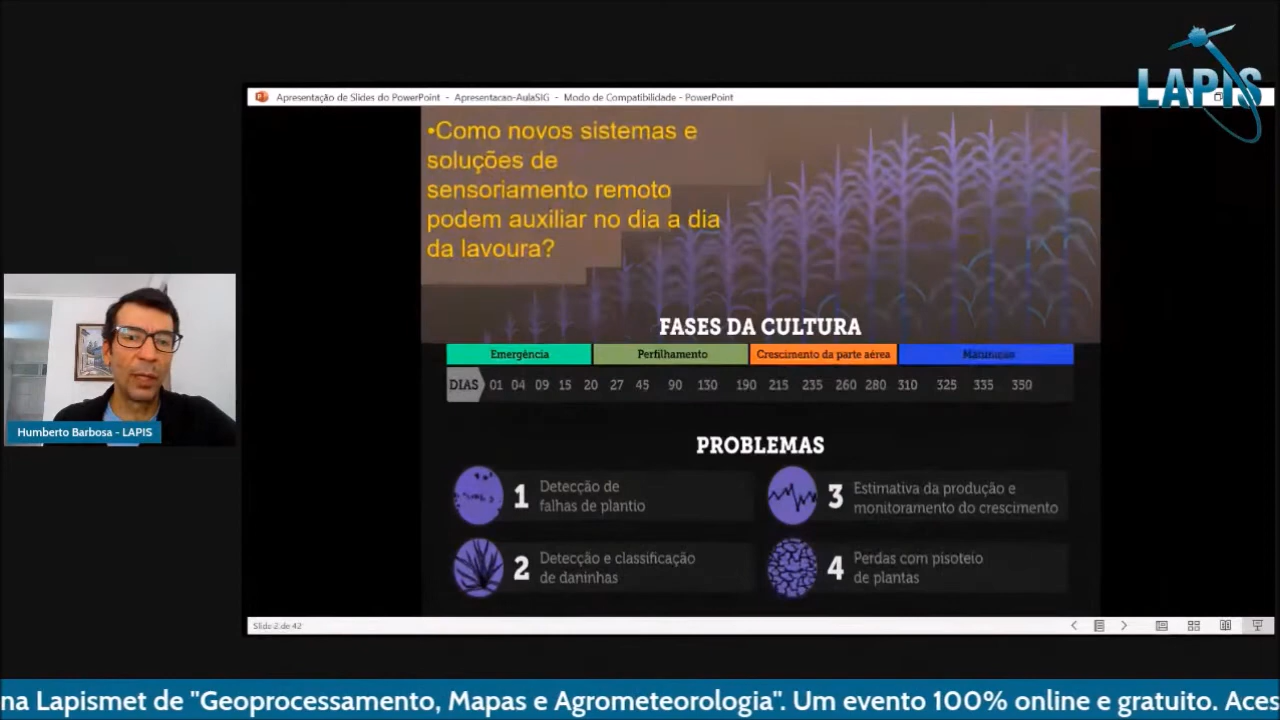 LAPIS
Apresentação de Slides do PowerPoint - Apresentacao-AulaSIG - Modo de Compatibilidade - PowerPoint
•Como novos sistemas e
soluções de
sensoriamento remoto
podem auxiliar no dia a dia
da lavoura?
FASES DA CULTURA
Emergência Perfilhamento Crescimento da parte aérea Maturação
DIAS 01 04 09 15 20 27 45 90 130 190 215 235 260 280 310 325 335 350
Humberto Barbosa - LAPIS
PROBLEMAS
1 Detecção de
falhas de plantio
3 Estimativa da produção e
monitoramento do crescimento
2 Detecção e classificação
de daninhas
4 Perdas com pisoteio
de plantas
Slide 2 de 42
na Lapismet de "Geoprocessamento, Mapas e Agrometeorologia". Um evento 100% online e gratuito. Aces